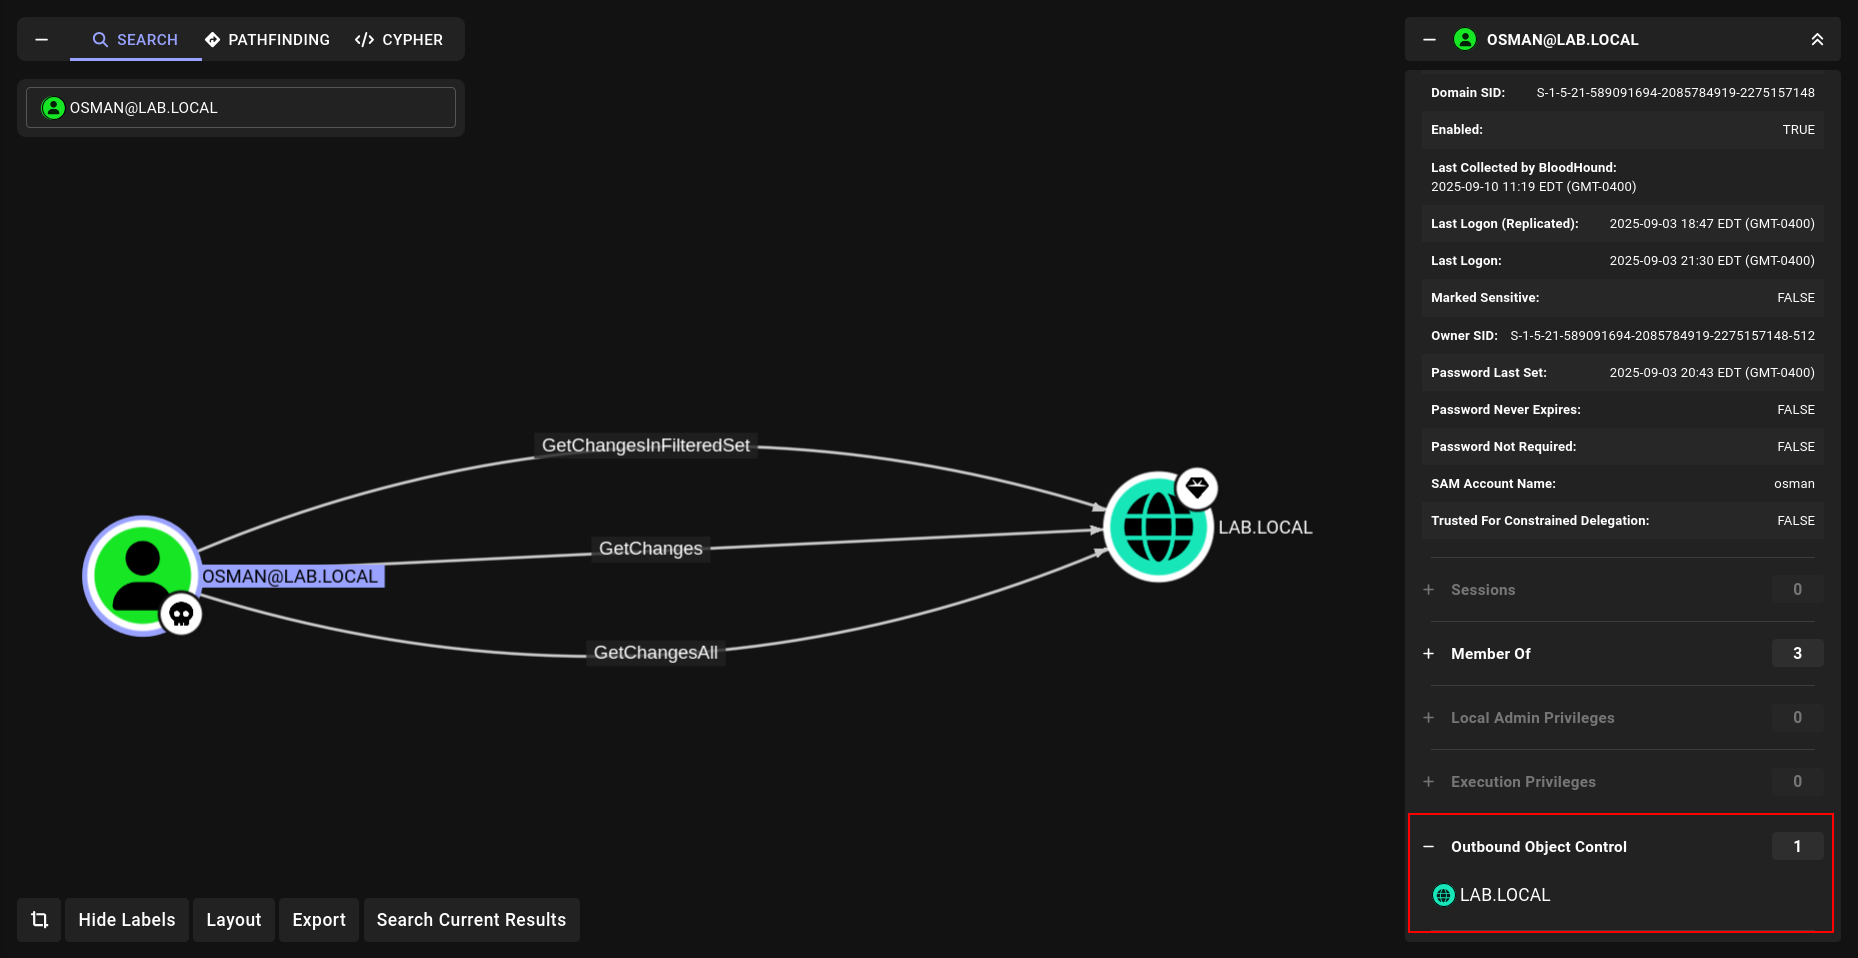 SEARCH
PATHFINDING
CYPHER
OSMAN@LAB.LOCAL
GetChangesInFilteredSet
GetChanges
GetChangesAll
OSMAN@LAB.LOCAL
LAB.LOCAL
Hide Labels
Layout
Export
Search Current Results
OSMAN@LAB.LOCAL
Domain SID: S-1-5-21-589091694-2085784919-2275157148
Enabled: TRUE
Last Collected by BloodHound:
2025-09-10 11:19 EDT (GMT-0400)
Last Logon (Replicated): 2025-09-03 18:47 EDT (GMT-0400)
Last Logon: 2025-09-03 21:30 EDT (GMT-0400)
Marked Sensitive: FALSE
Owner SID: S-1-5-21-589091694-2085784919-2275157148-512
Password Last Set: 2025-09-03 20:43 EDT (GMT-0400)
Password Never Expires: FALSE
Password Not Required: FALSE
SAM Account Name: osman
Trusted For Constrained Delegation: FALSE
Sessions 0
Member Of 3
Local Admin Privileges 0
Execution Privileges 0
Outbound Object Control 1
LAB.LOCAL